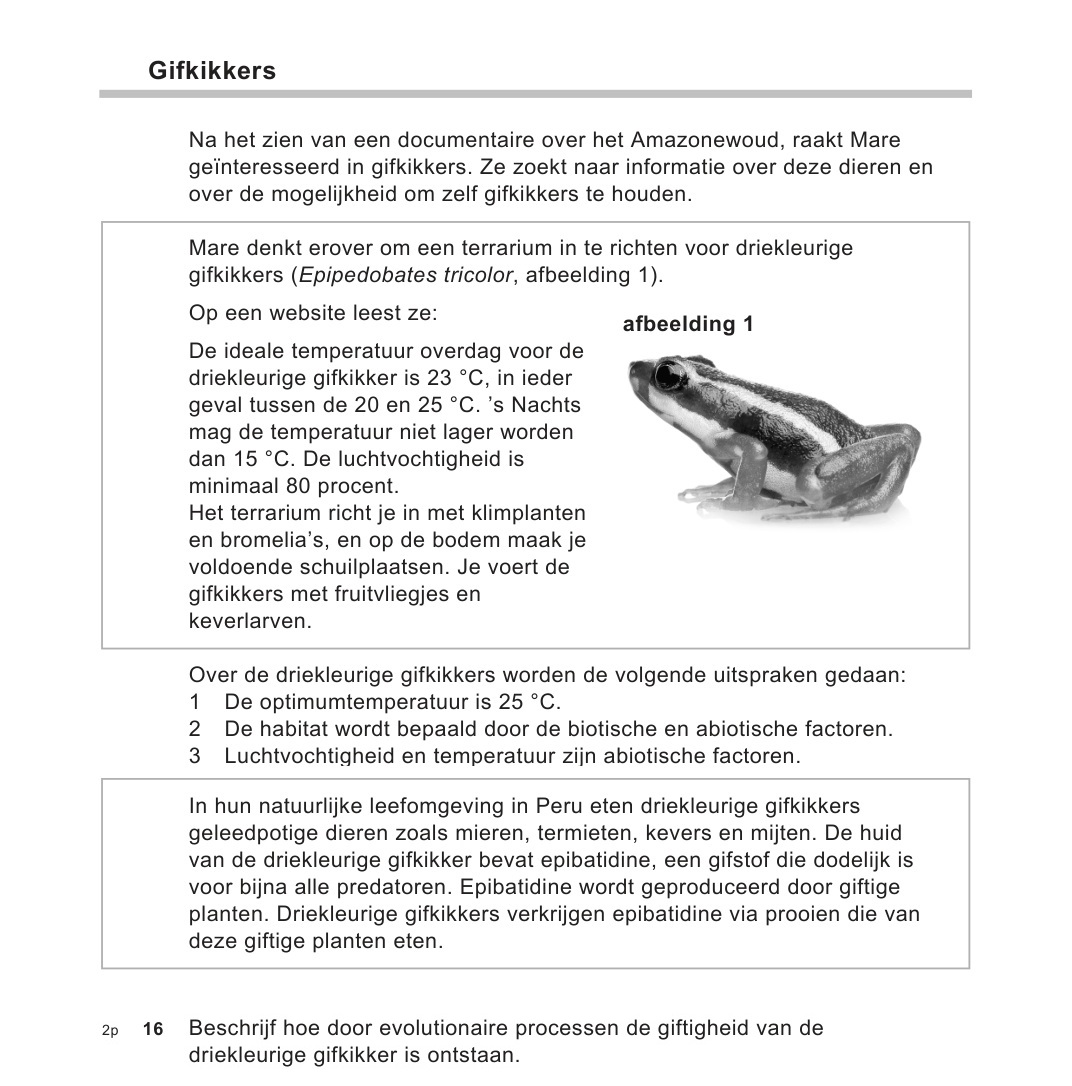 Gifkikkers
Na het zien van een documentaire over het Amazonewoud, raakt Mare
geïnteresseerd in gifkikkers. Ze zoekt naar informatie over deze dieren en
over de mogelijkheid om zelf gifkikkers te houden.
Mare denkt erover om een terrarium in te richten voor driekleurige
gifkikkers (Epipedobates tricolor, afbeelding 1).
Op een website leest ze:
De ideale temperatuur overdag voor de
driekleurige gifkikker is 23 °C, in ieder
geval tussen de 20 en 25 °C. ’s Nachts
mag de temperatuur niet lager worden
dan 15 °C. De luchtvochtigheid is
minimaal 80 procent.
Het terrarium richt je in met klimplanten
en bromelia’s, en op de bodem maak je
voldoende schuilplaatsen. Je voert de
gifkikkers met fruitvliegjes en
keverlarven.
afbeelding 1
Over de driekleurige gifkikkers worden de volgende uitspraken gedaan:
1 De optimumtemperatuur is 25 °C.
2 De habitat wordt bepaald door de biotische en abiotische factoren.
3 Luchtvochtigheid en temperatuur zijn abiotische factoren.
In hun natuurlijke leefomgeving in Peru eten driekleurige gifkikkers
geleedpotige dieren zoals mieren, termieten, kevers en mijten. De huid
van de driekleurige gifkikker bevat epibatidine, een gifstof die dodelijk is
voor bijna alle predatoren. Epibatidine wordt geproduceerd door giftige
planten. Driekleurige gifkikkers verkrijgen epibatidine via prooien die van
deze giftige planten eten.
2p 16 Beschrijf hoe door evolutionaire processen de giftigheid van de
driekleurige gifkikker is ontstaan.